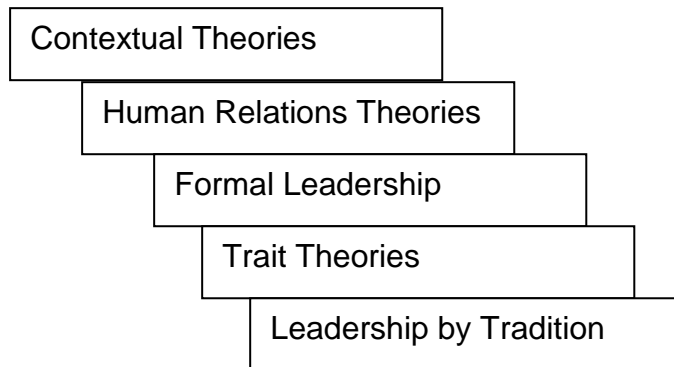 Contextual Theories
Human Relations Theories
Formal Leadership
Trait Theories
Leadership by Tradition